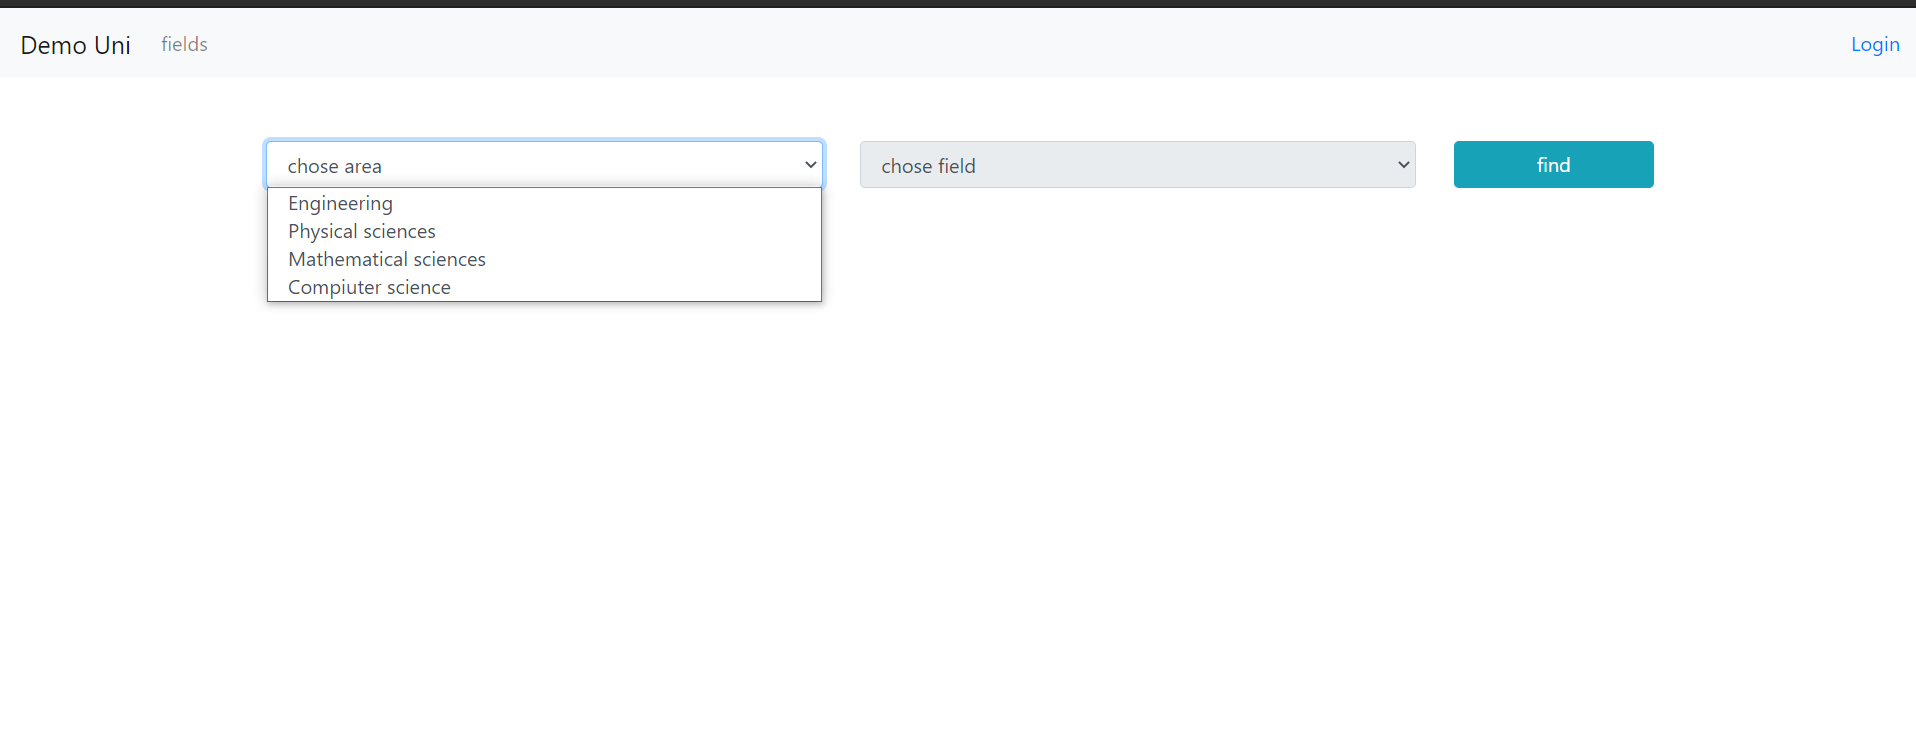 Demo Uni fields Login
chose area chose field find
Engineering
Physical sciences
Mathematical sciences
Compiuter science